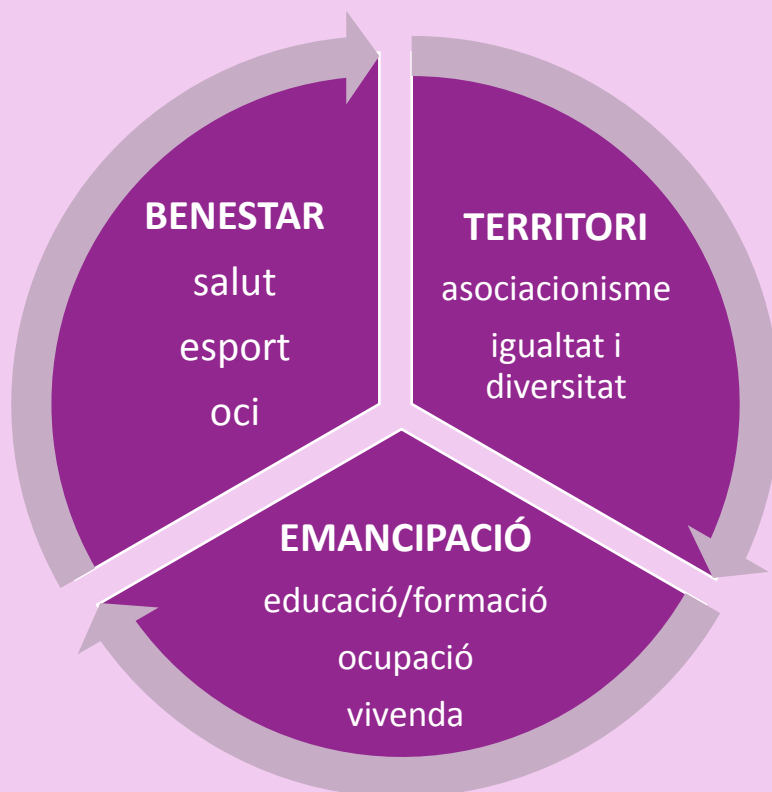 BENESTAR
salut
esport
oci
TERRITORI
asociacionisme
igualtat i
diversitat
EMANCIPACIÓ
educació/formació
ocupació
vivenda